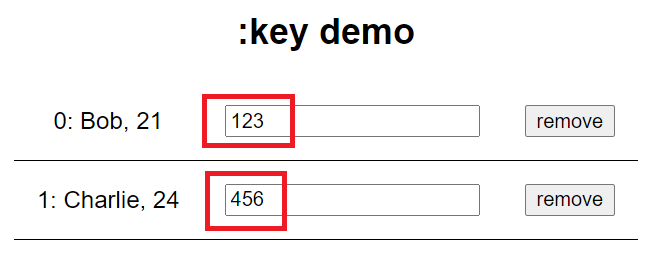 :key demo
0: Bob, 21 123 remove
1: Charlie, 24 456 remove